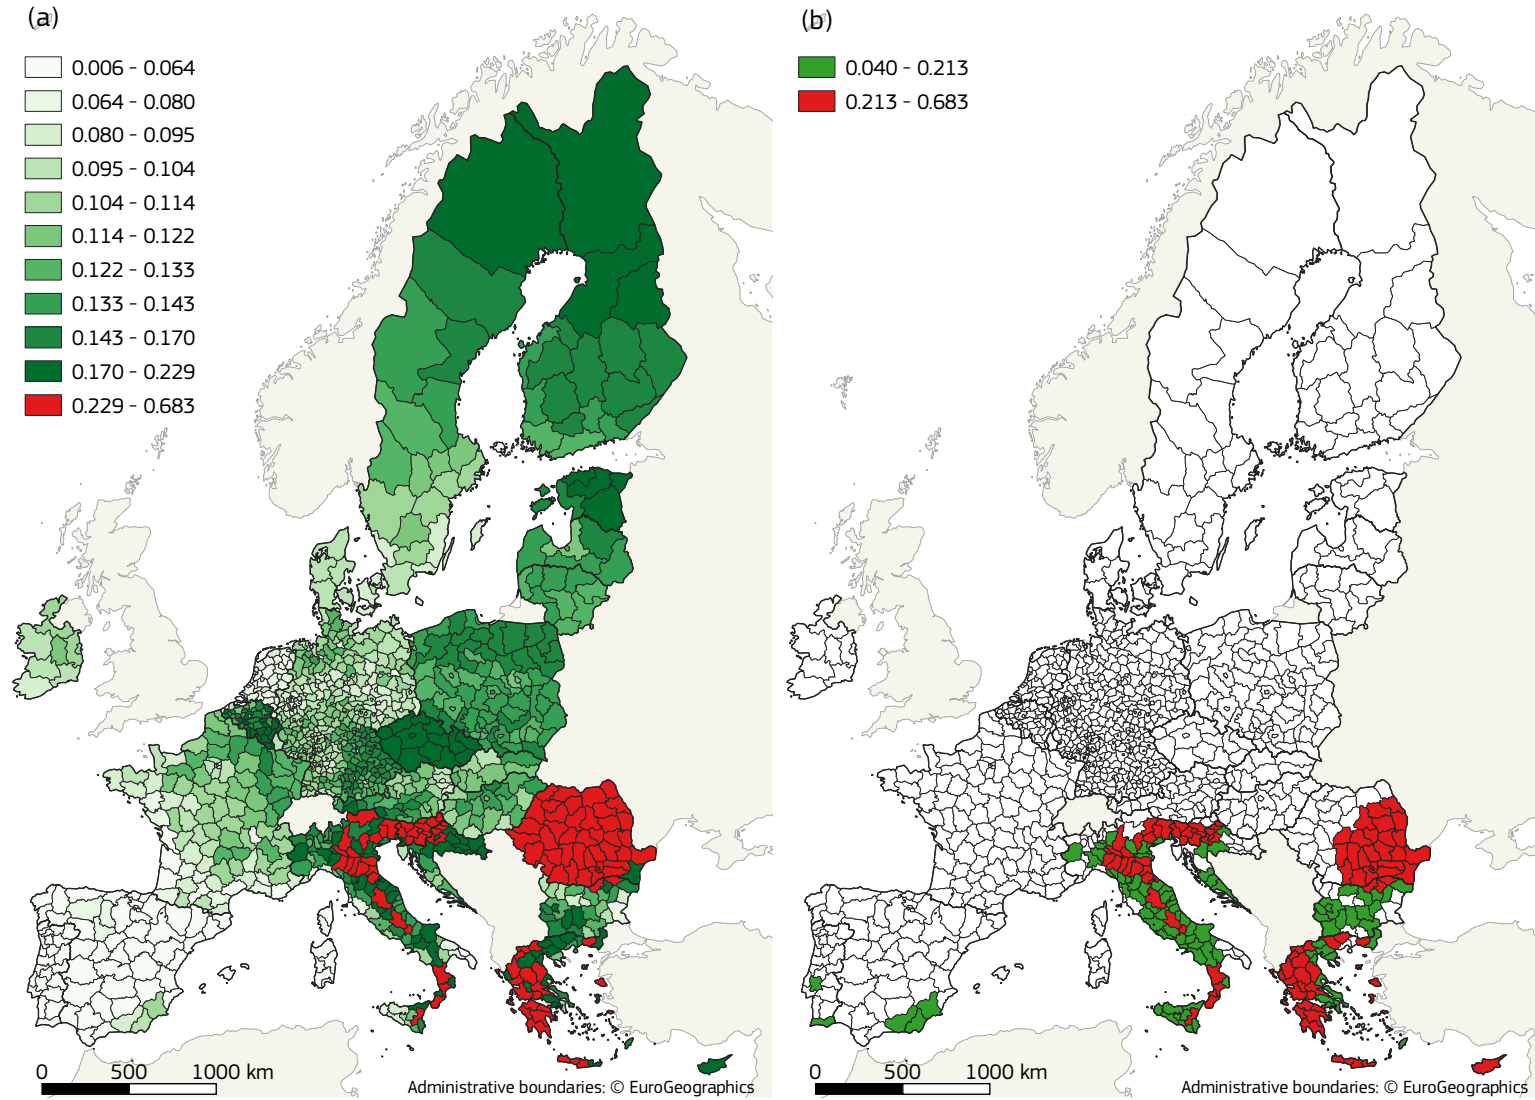 (a)
0.006 - 0.064
0.064 - 0.080
0.080 - 0.095
0.095 - 0.104
0.104 - 0.114
0.114 - 0.122
0.122 - 0.133
0.133 - 0.143
0.143 - 0.170
0.170 - 0.229
0.229 - 0.683
0 500 1000 km
Administrative boundaries: © EuroGeographics
(b)
0.040 - 0.213
0.213 - 0.683
0 500 1000 km
Administrative boundaries: © EuroGeographics